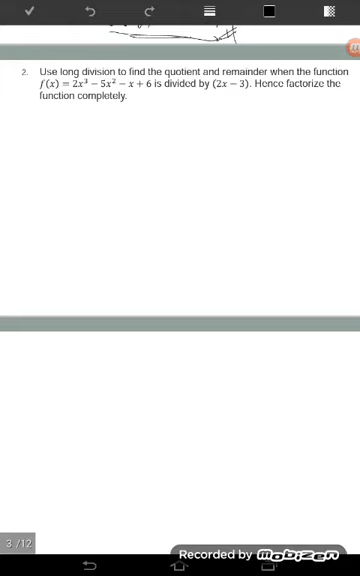 2. Use long division to find the quotient and remainder when the function
f(x) = 2x³ − 5x² − x + 6 is divided by (2x − 3). Hence factorize the
function completely.
3 /12
Recorded by Mobizen